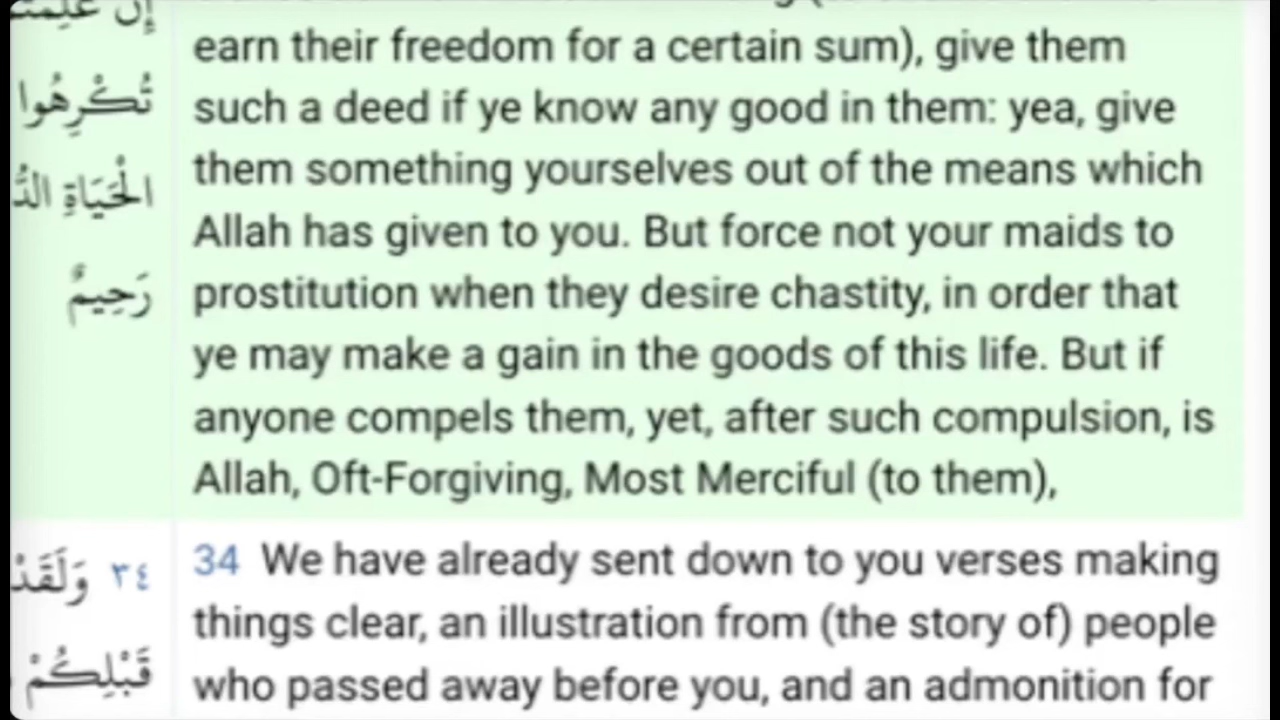 earn their freedom for a certain sum), give them
such a deed if ye know any good in them: yea, give
them something yourselves out of the means which
Allah has given to you. But force not your maids to
prostitution when they desire chastity, in order that
ye may make a gain in the goods of this life. But if
anyone compels them, yet, after such compulsion, is
Allah, Oft-Forgiving, Most Merciful (to them),
34 We have already sent down to you verses making
things clear, an illustration from (the story of) people
who passed away before you, and an admonition for
إِنْ
تُكْرِهُوا
الْحَيَاةِ
رَحِيمٌ
٣٤ وَلَقَدْ
قَبْلِكُمْ